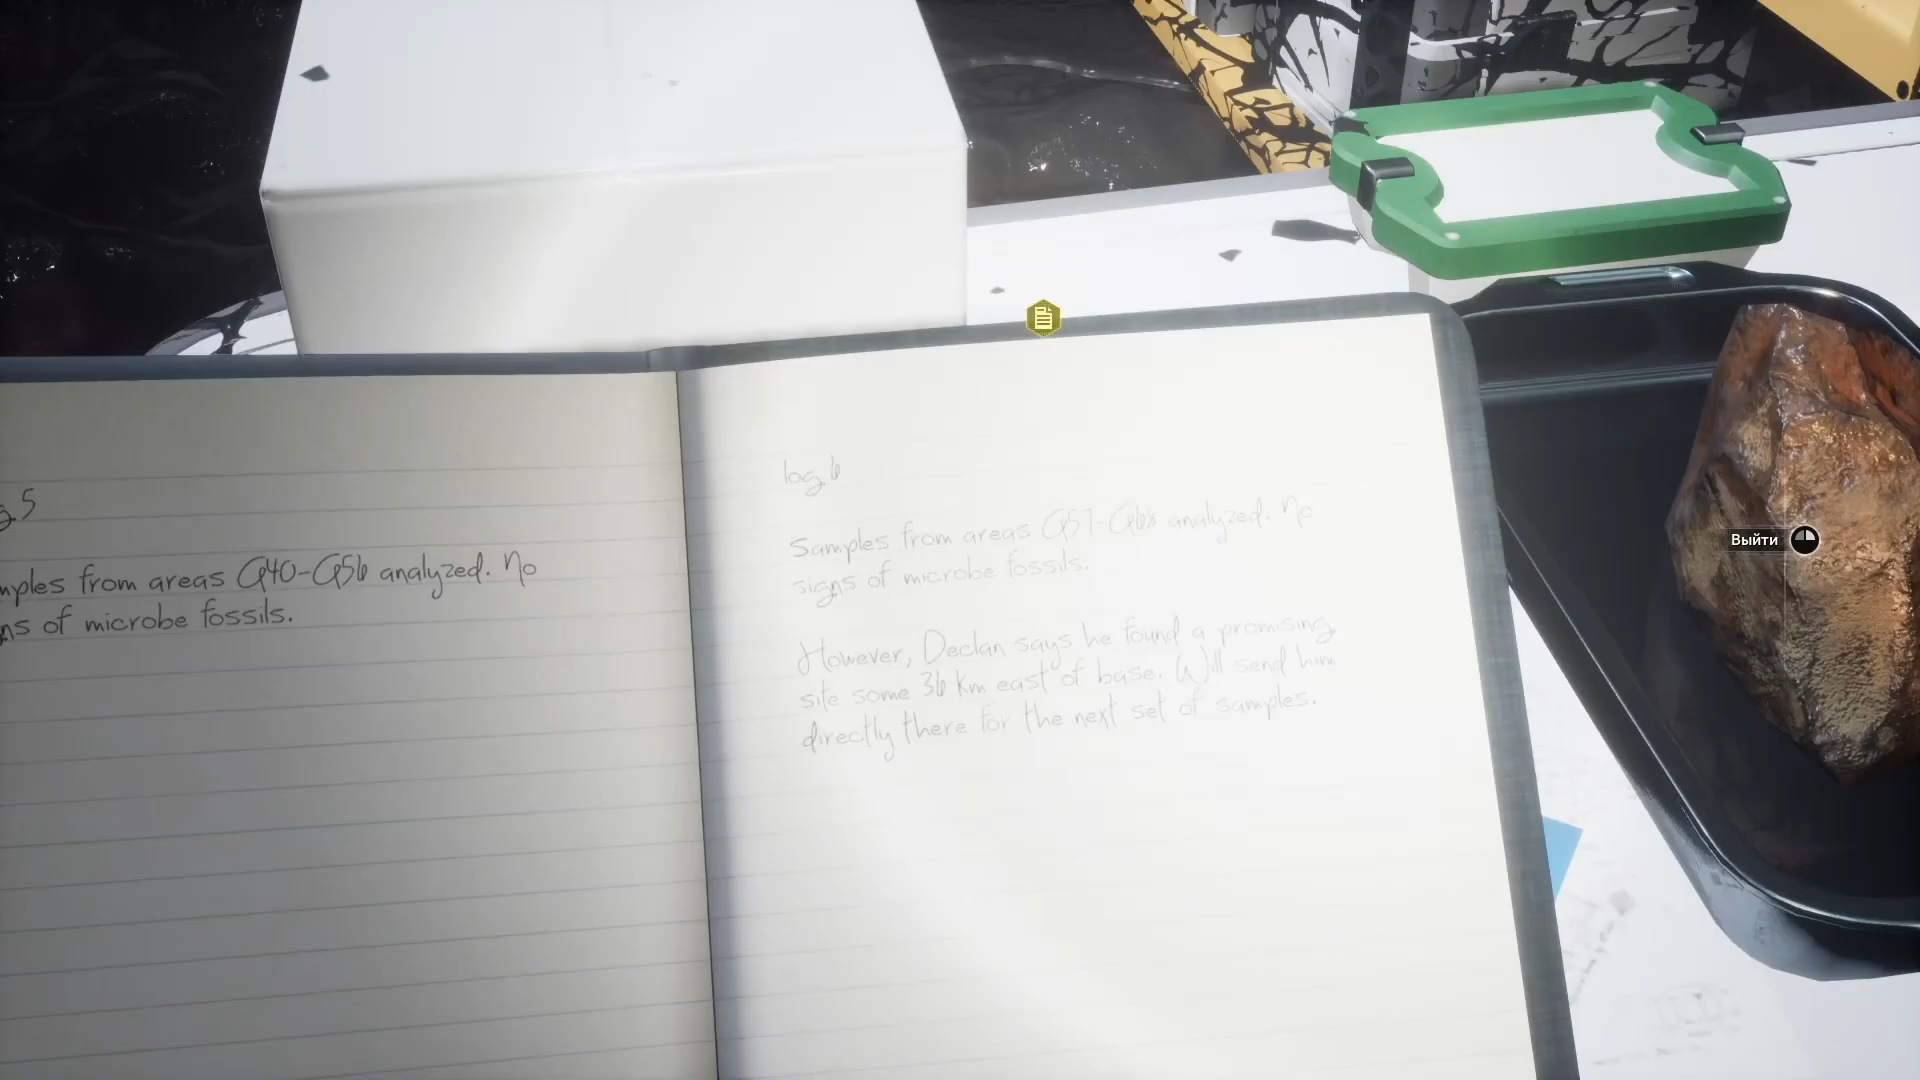 g 5
mples from areas Q40-Q56 analyzed. No
ns of microbe fossils.
log 6
Samples from areas Q57-Q68 analyzed. No
signs of microbe fossils.
However, Declan says he found a promising
site some 36 km east of base. Will send him
directly there for the next set of samples.
Выйти